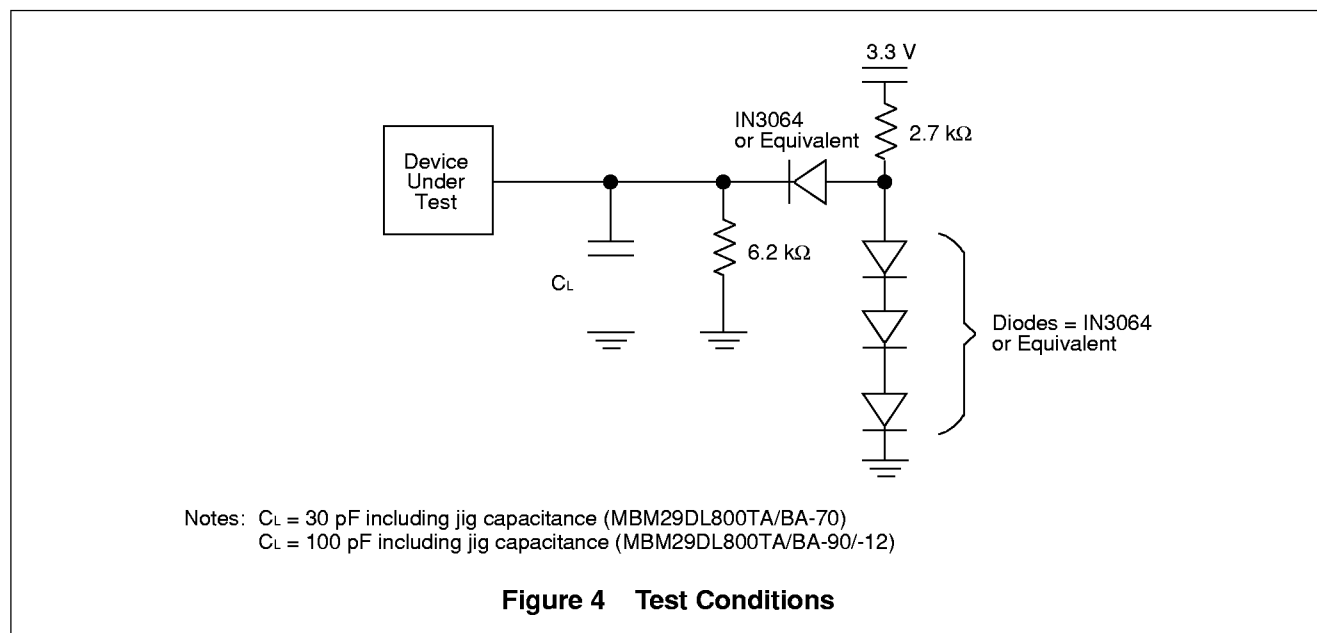 3.3 V
IN3064
or Equivalent
2.7 kΩ
Device
Under
Test
6.2 kΩ
CL
Diodes = IN3064
or Equivalent
Notes: CL = 30 pF including jig capacitance (MBM29DL800TA/BA-70)
CL = 100 pF including jig capacitance (MBM29DL800TA/BA-90/-12)
Figure 4 Test Conditions